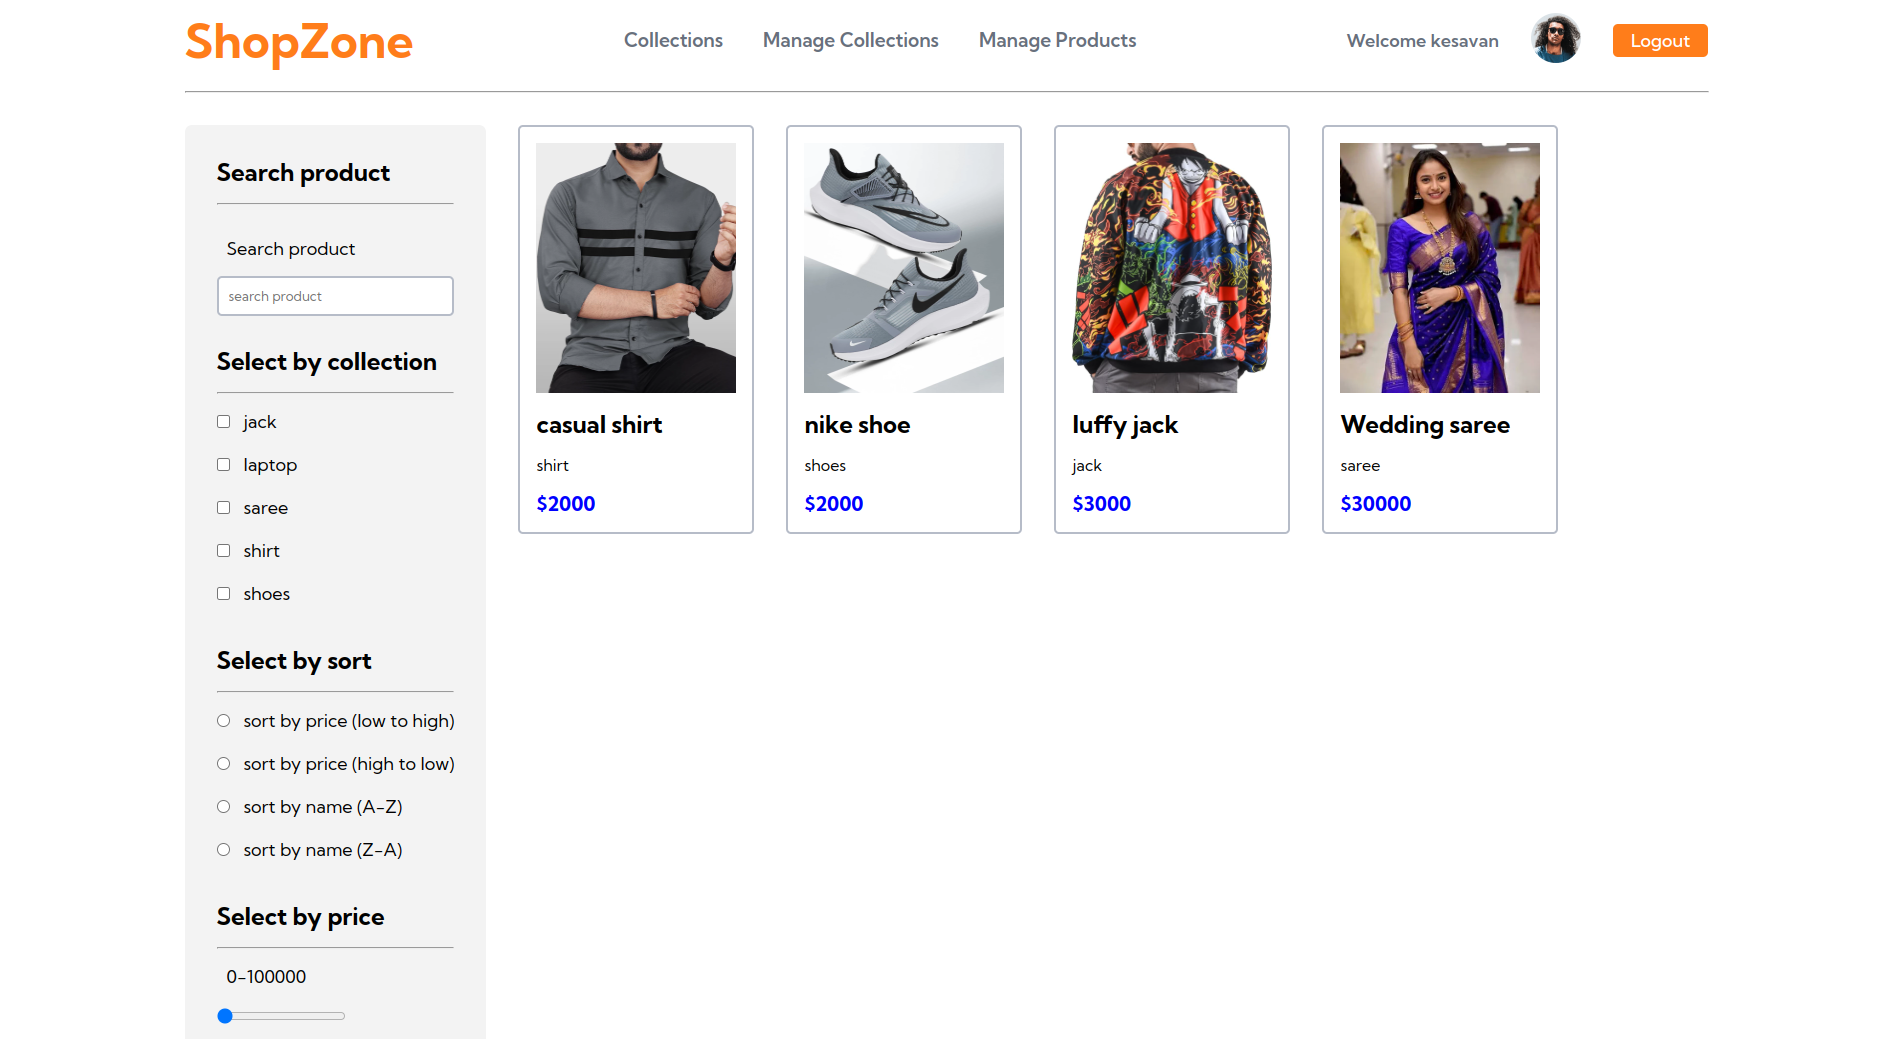 ShopZone
Collections
Manage Collections
Manage Products
Welcome kesavan
Logout
Search product
Search product
search product
Select by collection
jack
laptop
saree
shirt
shoes
Select by sort
sort by price (low to high)
sort by price (high to low)
sort by name (A-Z)
sort by name (Z-A)
Select by price
0-100000
casual shirt
shirt
$2000
nike shoe
shoes
$2000
luffy jack
jack
$3000
Wedding saree
saree
$30000